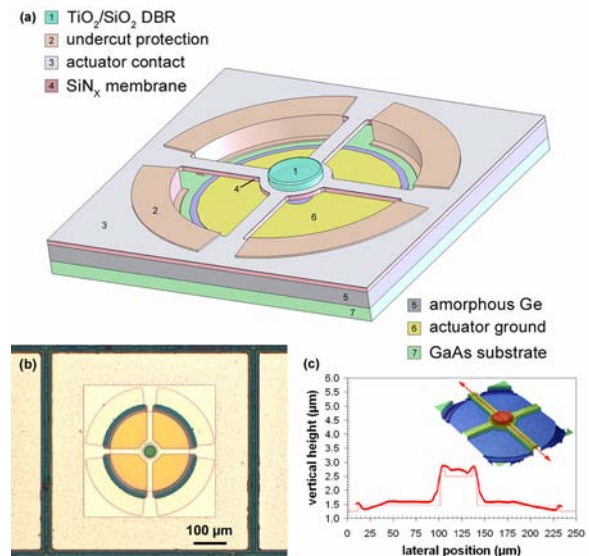 (a)
1 TiO2/SiO2 DBR
2 undercut protection
3 actuator contact
4 SiNX membrane
1
4
2
6
3
5
7
5 amorphous Ge
6 actuator ground
7 GaAs substrate
(b)
100 µm
(c)
vertical height (µm)
6.0
5.5
5.0
4.5
4.0
3.5
3.0
2.5
2.0
1.5
1.0
0 25 50 75 100 125 150 175 200 225 250
lateral position (µm)